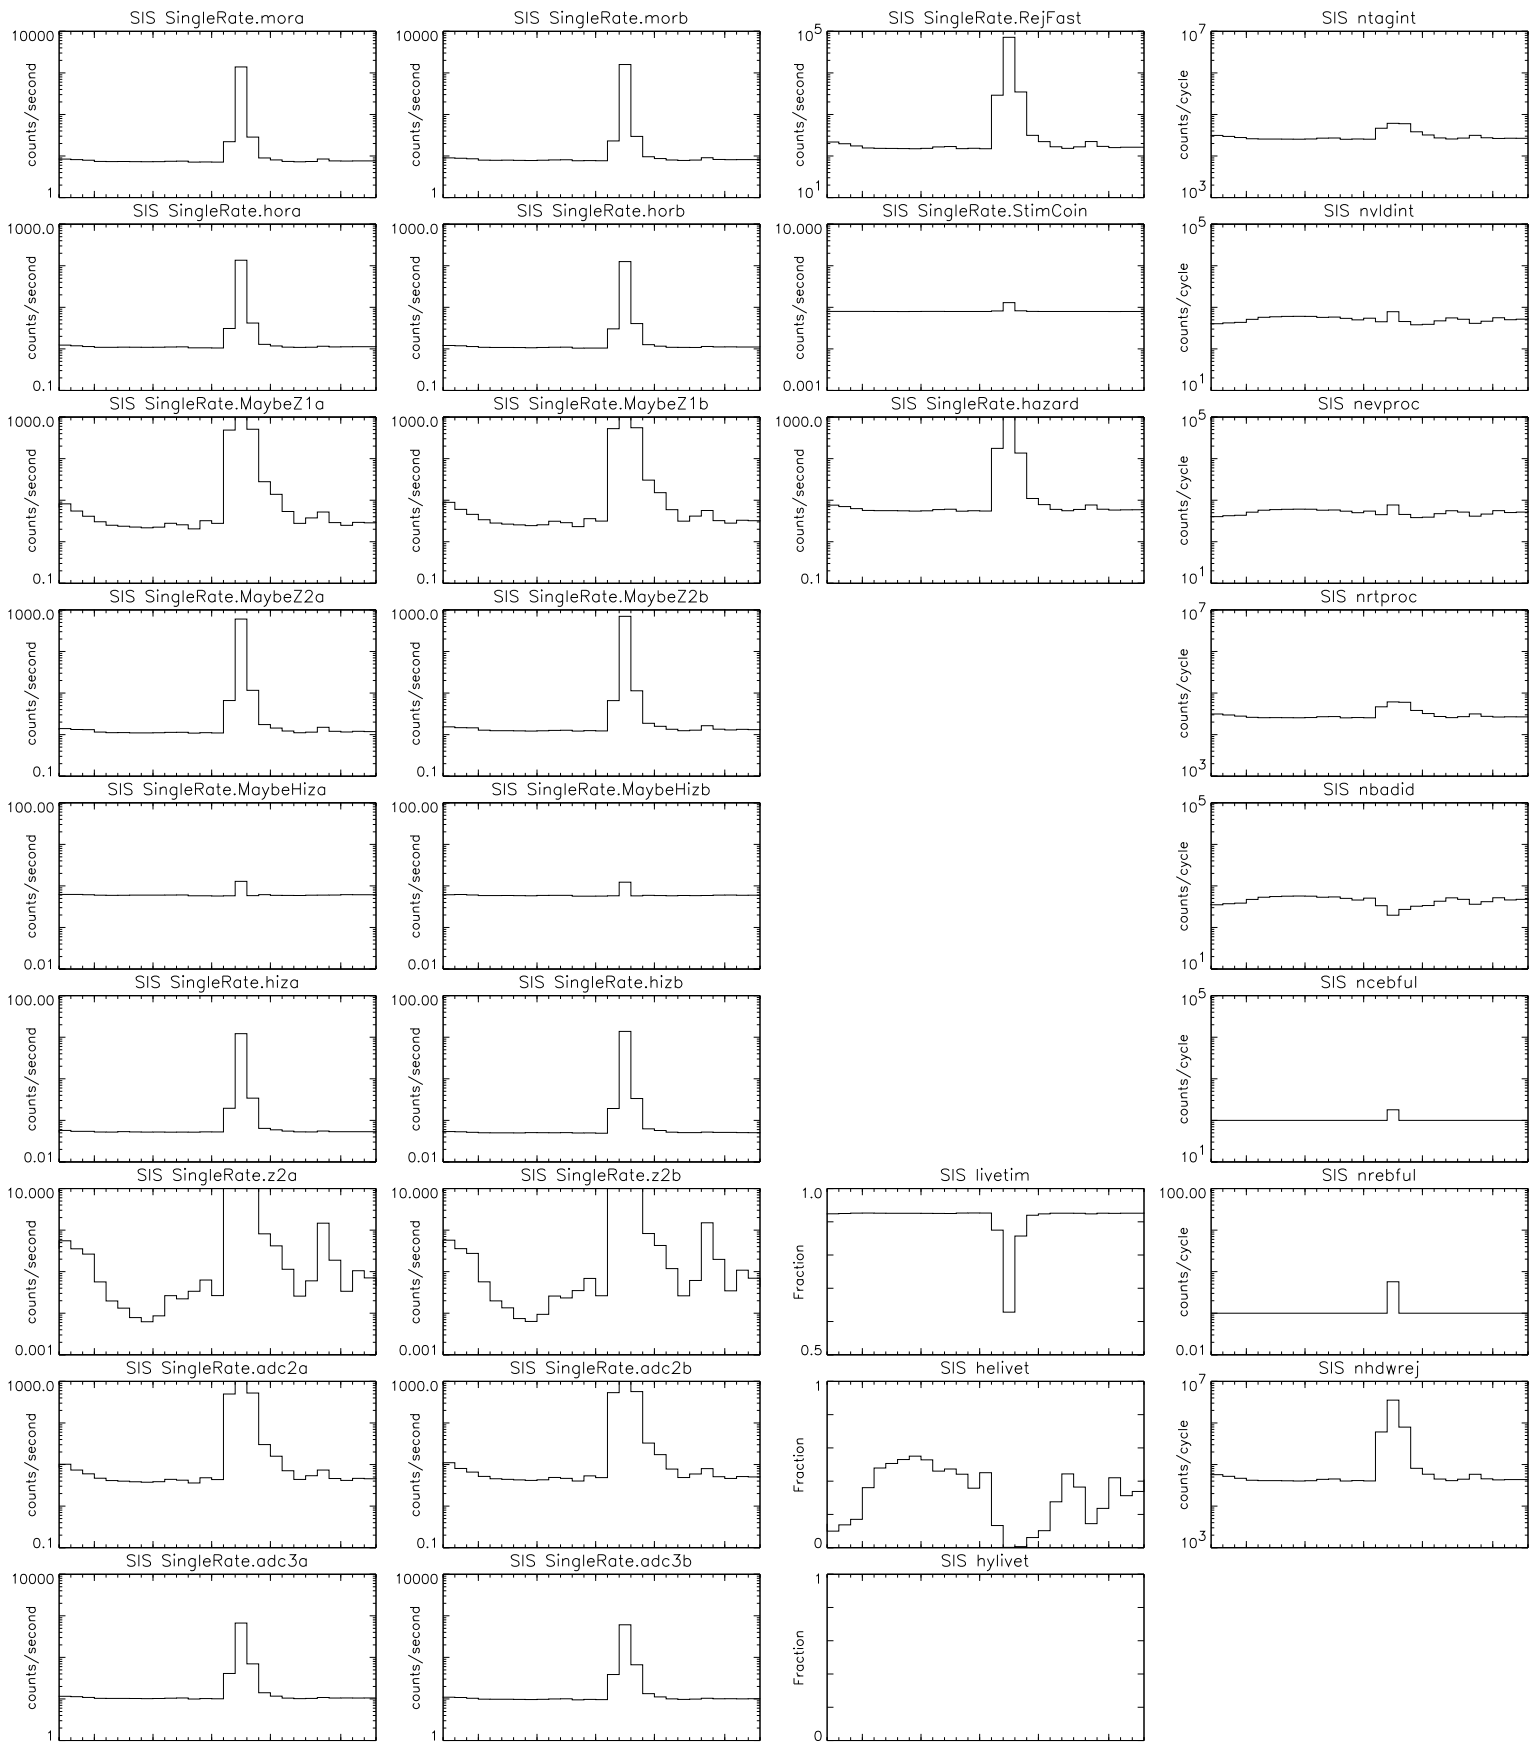 SIS SingleRate.mora
10000
counts/second
1
SIS SingleRate.morb
10000
counts/second
1
SIS SingleRate.RejFast
10^5
counts/second
10^1
SIS ntagint
10^7
counts/cycle
10^3
SIS SingleRate.hora
1000.0
counts/second
0.1
SIS SingleRate.horb
1000.0
counts/second
0.1
SIS SingleRate.StimCoin
10.000
counts/second
0.001
SIS nvldint
10^5
counts/cycle
10^1
SIS SingleRate.MaybeZ1a
1000.0
counts/second
0.1
SIS SingleRate.MaybeZ1b
1000.0
counts/second
0.1
SIS SingleRate.hazard
1000.0
counts/second
0.1
SIS nevproc
10^5
counts/cycle
10^1
SIS SingleRate.MaybeZ2a
1000.0
counts/second
0.1
SIS SingleRate.MaybeZ2b
1000.0
counts/second
0.1
SIS nrtproc
10^7
counts/cycle
10^3
SIS SingleRate.MaybeHiza
100.00
counts/second
0.01
SIS SingleRate.MaybeHizb
100.00
counts/second
0.01
SIS nbadid
10^5
counts/cycle
10^1
SIS SingleRate.hiza
100.00
counts/second
0.01
SIS SingleRate.hizb
100.00
counts/second
0.01
SIS ncebful
10^5
counts/cycle
10^1
SIS SingleRate.z2a
10.000
counts/second
0.001
SIS SingleRate.z2b
10.000
counts/second
0.001
SIS livetim
1.0
Fraction
0.5
SIS nrebful
100.00
counts/cycle
0.01
SIS SingleRate.adc2a
1000.0
counts/second
0.1
SIS SingleRate.adc2b
1000.0
counts/second
0.1
SIS helivet
1
Fraction
0
SIS nhdwrej
10^7
counts/cycle
10^3
SIS SingleRate.adc3a
10000
counts/second
1
SIS SingleRate.adc3b
10000
counts/second
1
SIS hylivet
1
Fraction
0